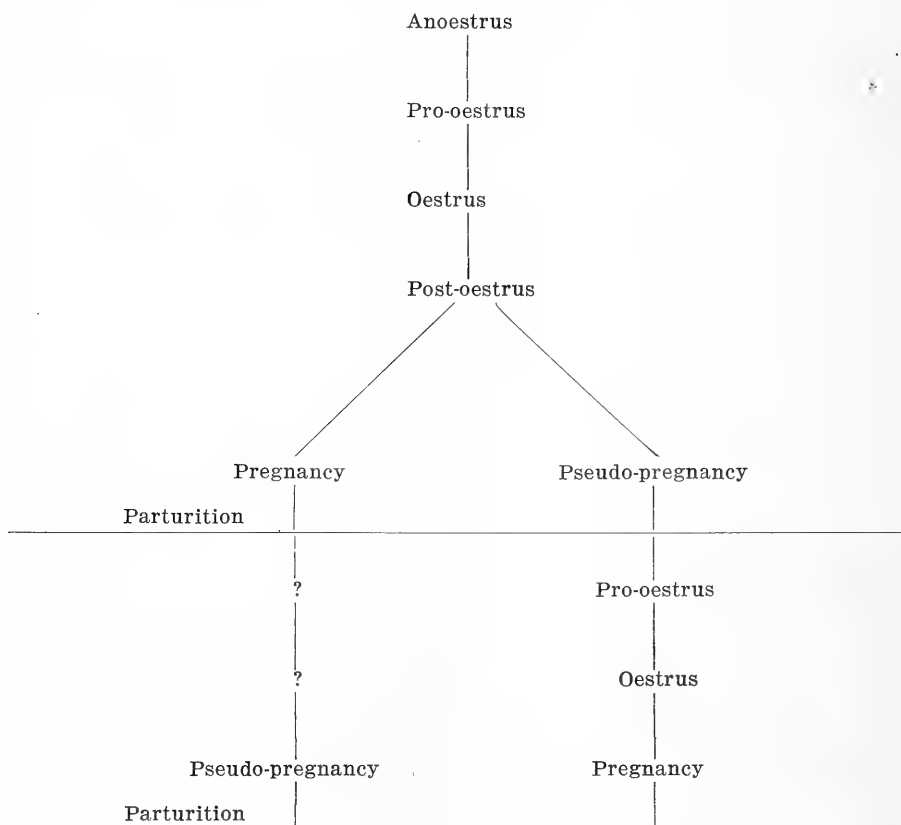 Anoestrus
Pro-oestrus
Oestrus
Post-oestrus
Pregnancy Pseudo-pregnancy
Parturition
? Pro-oestrus
? Oestrus
Pseudo-pregnancy Pregnancy
Parturition